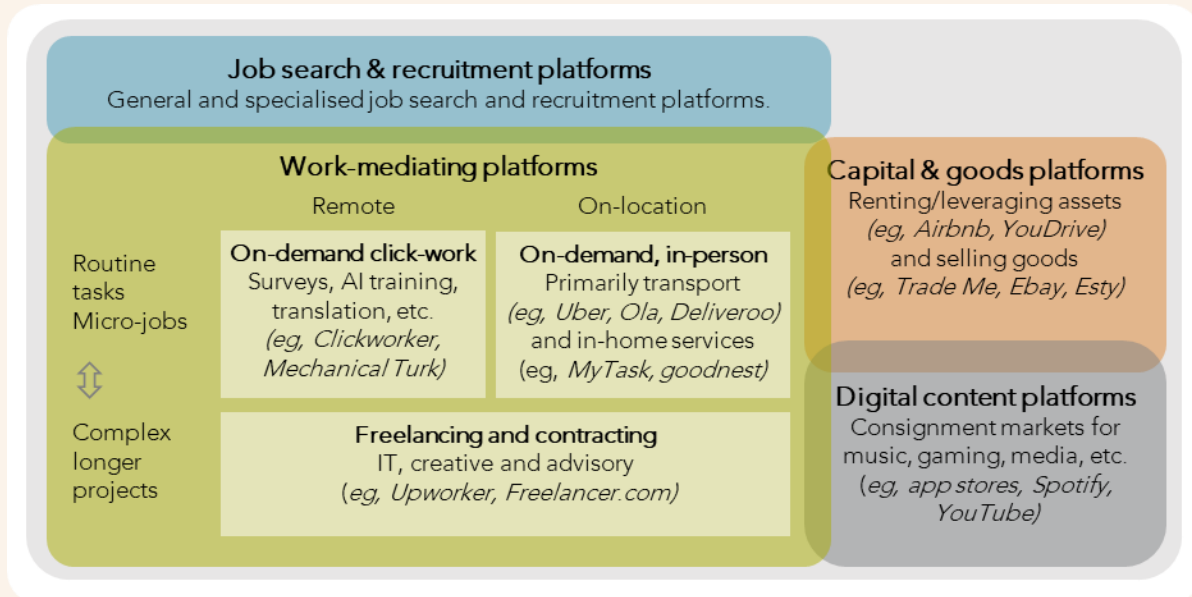 Job search & recruitment platforms
General and specialised job search and recruitment platforms.
Work-mediating platforms
Remote
On-location
Routine
tasks
Micro-jobs
On-demand click-work
Surveys, AI training,
translation, etc.
(eg, Clickworker,
Mechanical Turk)
On-demand, in-person
Primarily transport
(eg, Uber, Ola, Deliveroo)
and in-home services
(eg, MyTask, goodnest)
Complex
longer
projects
Freelancing and contracting
IT, creative and advisory
(eg, Upworker, Freelancer.com)
Capital & goods platforms
Renting/leveraging assets
(eg, Airbnb, YouDrive)
and selling goods
(eg, Trade Me, Ebay, Esty)
Digital content platforms
Consignment markets for
music, gaming, media, etc.
(eg, app stores, Spotify,
YouTube)